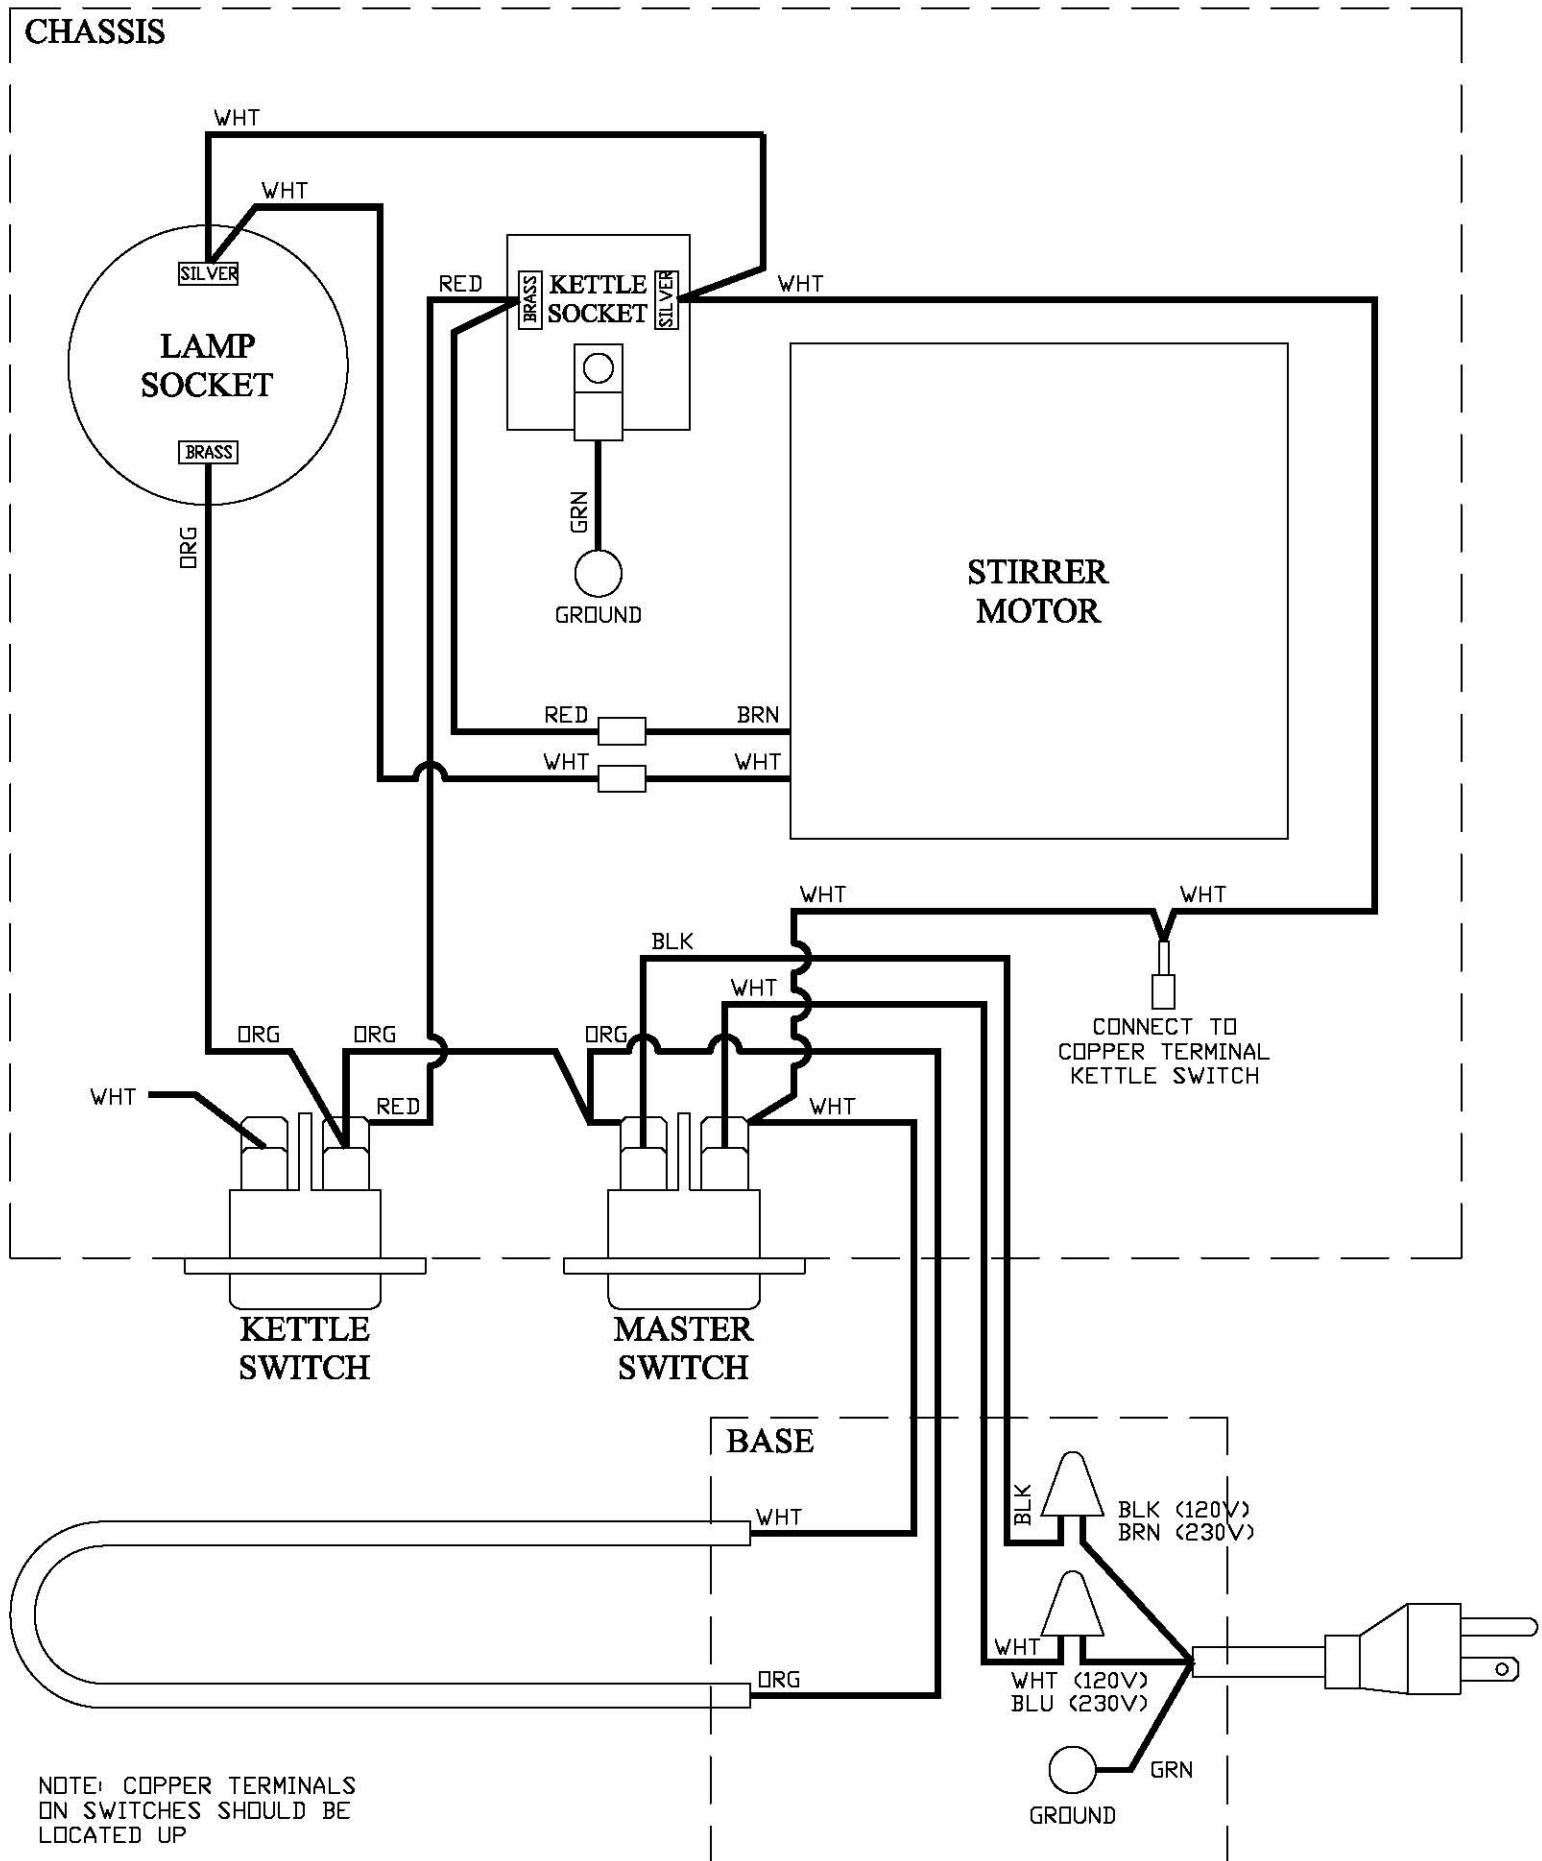 CHASSIS
WHT
WHT
SILVER
LAMP
SOCKET
BRASS
ORG
RED
BRASS
KETTLE
SOCKET
SILVER
WHT
GRN
GROUND
STIRRER
MOTOR
RED
BRN
WHT
WHT
WHT
WHT
BLK
WHT
CONNECT TO
COPPER TERMINAL
KETTLE SWITCH
ORG
ORG
ORG
WHT
RED
WHT
KETTLE
SWITCH
MASTER
SWITCH
BASE
WHT
BLK
BLK (120V)
BRN (230V)
WHT
WHT (120V)
BLU (230V)
ORG
GRN
GROUND
NOTE: COPPER TERMINALS
ON SWITCHES SHOULD BE
LOCATED UP